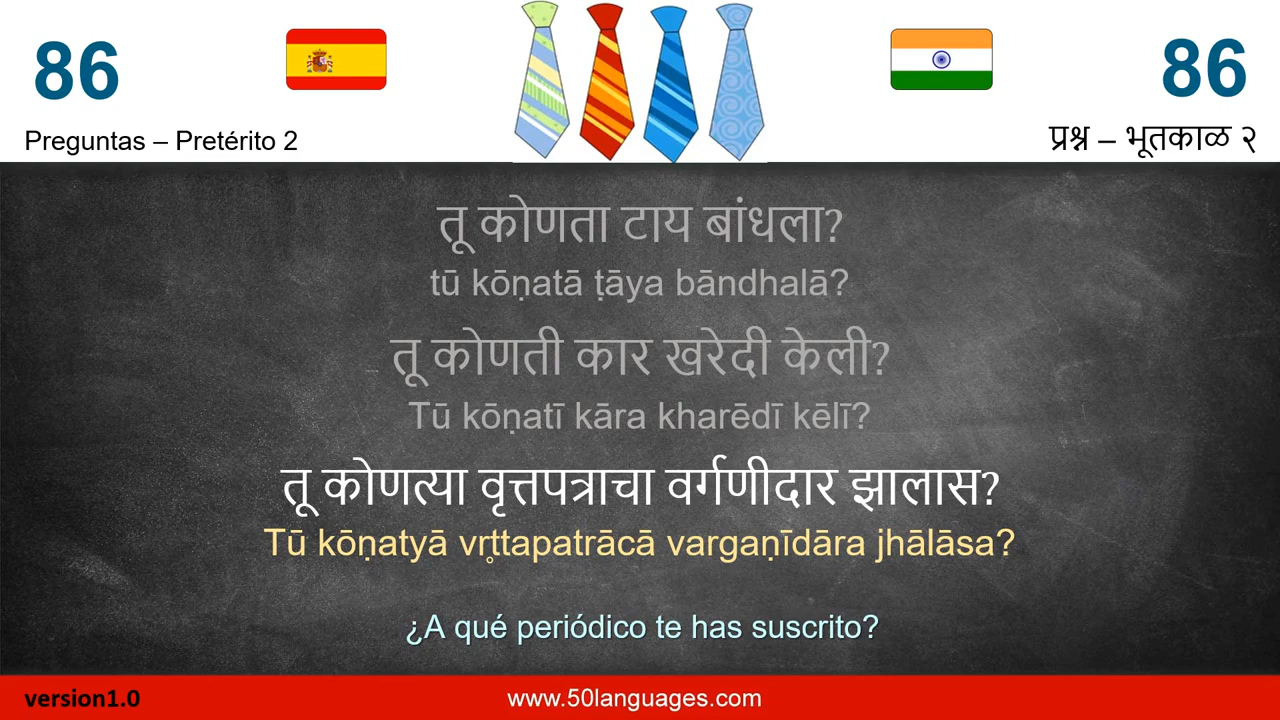 86
86
Preguntas – Pretérito 2
प्रश्न – भूतकाळ २
तू कोणता टाय बांधला?
tū kōṇatā ṭāya bāndhalā?
तू कोणती कार खरेदी केली?
Tū kōṇatī kāra kharēdī kēlī?
तू कोणत्या वृत्तपत्राचा वर्गणीदार झालास?
Tū kōṇatyā vr̥ttapatrācā vargaṇīdāra jhālāsa?
¿A qué periódico te has suscrito?
version1.0
www.50languages.com